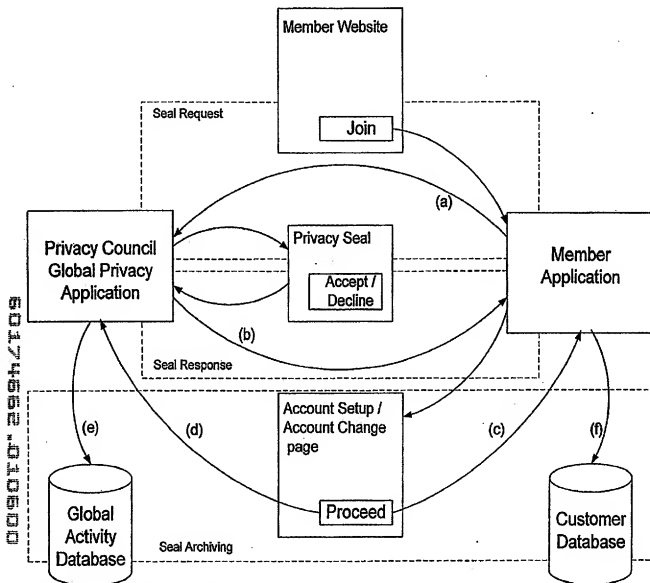 Member Website
Seal Request
Join
(a)
Privacy Council
Global Privacy
Application
Privacy Seal
Accept /
Decline
Member
Application
(b)
Seal Response
Account Setup /
Account Change
page
(e)
(d)
(c)
(f)
Proceed
Global
Activity
Database
Customer
Database
Seal Archiving
60174662.010600